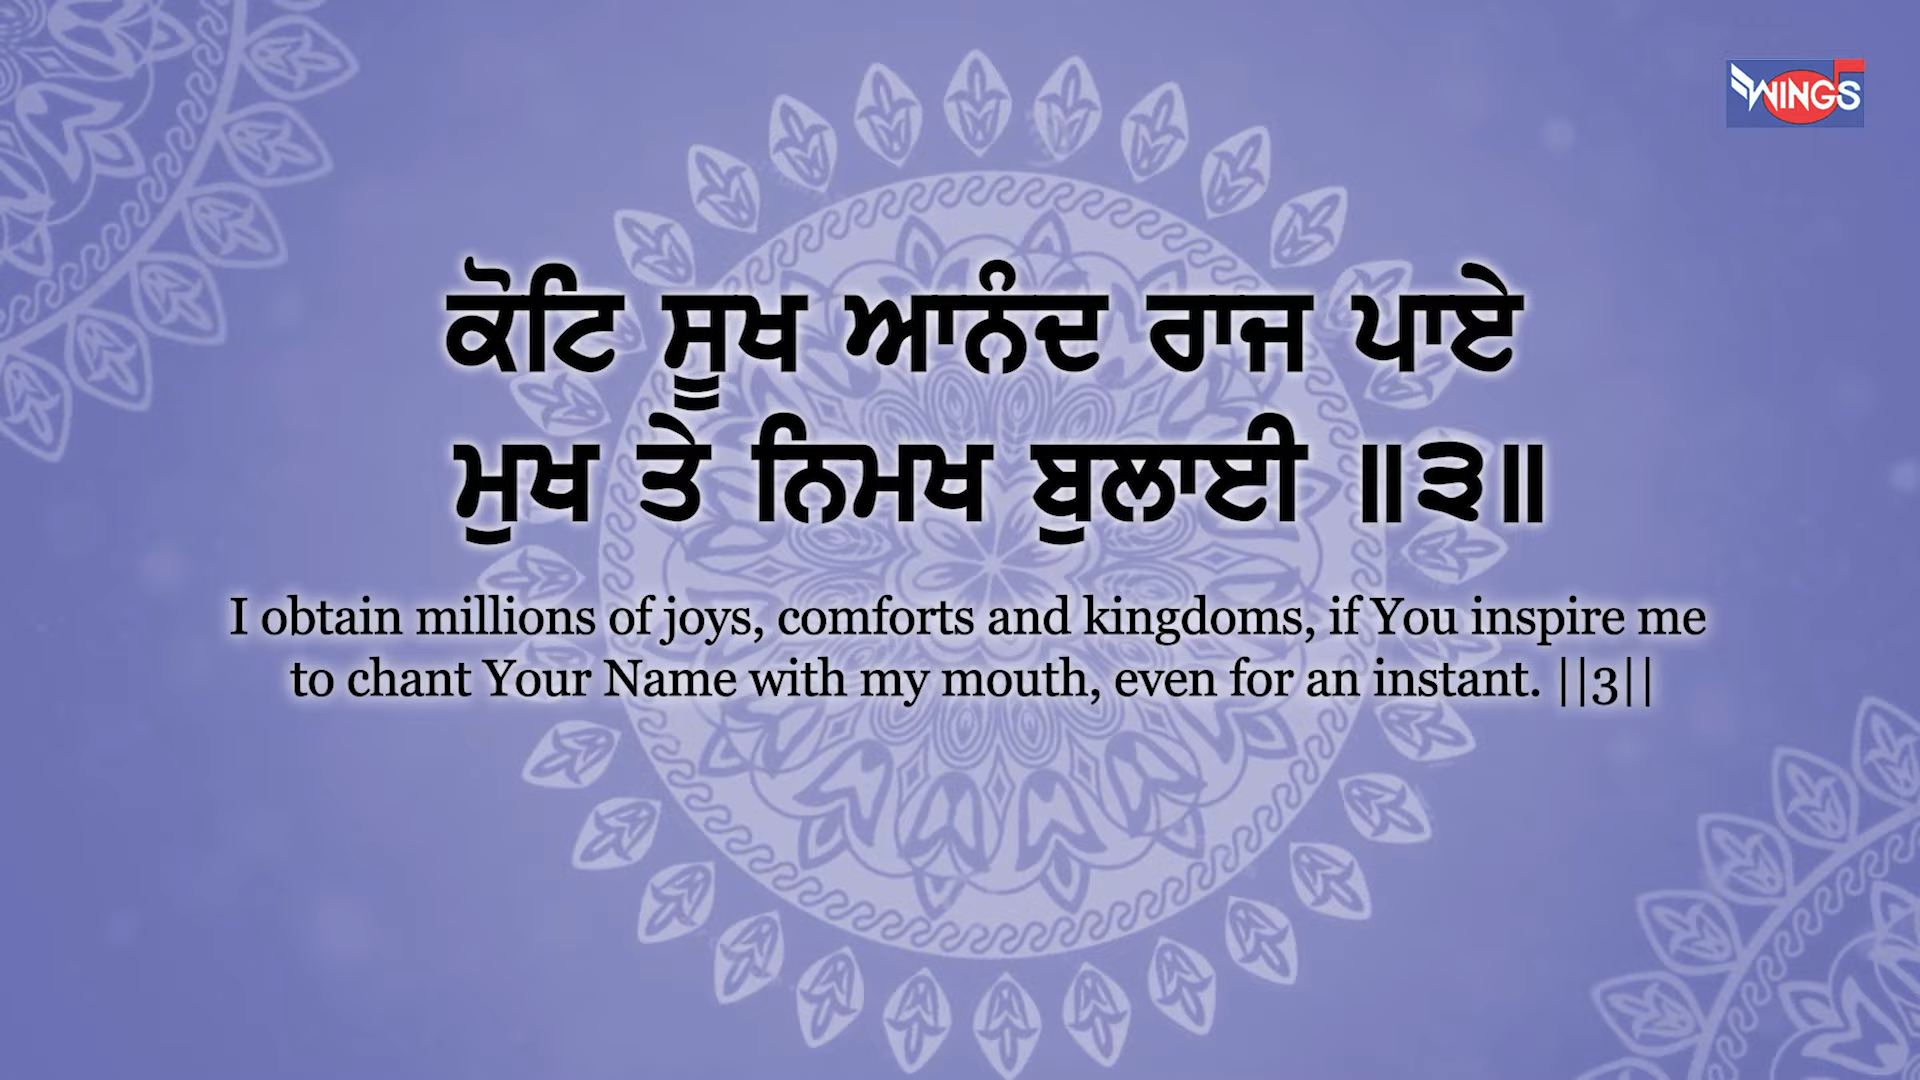 WINGS
ਕੋਟਿ ਸੂਖ ਆਨੰਦ ਰਾਜ ਪਾਏ
ਮੁਖ ਤੇ ਨਿਮਖ ਬੁਲਾਈ ॥੩॥
I obtain millions of joys, comforts and kingdoms, if You inspire me
to chant Your Name with my mouth, even for an instant. ||3||